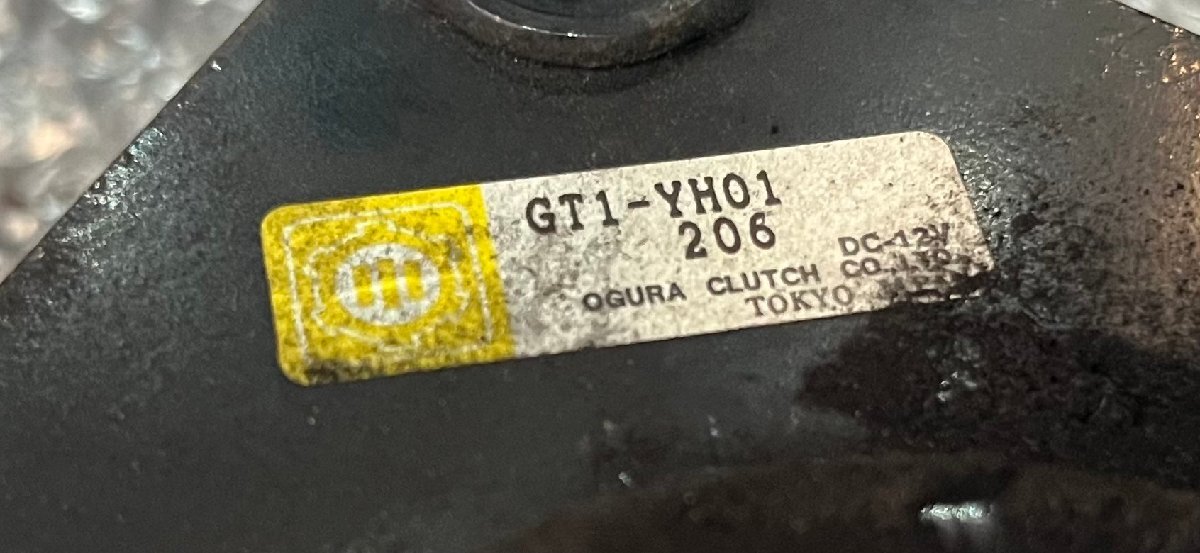 GT1-YH01
206
DC-12V
OGURA CLUTCH CO.,LTD.
TOKYO